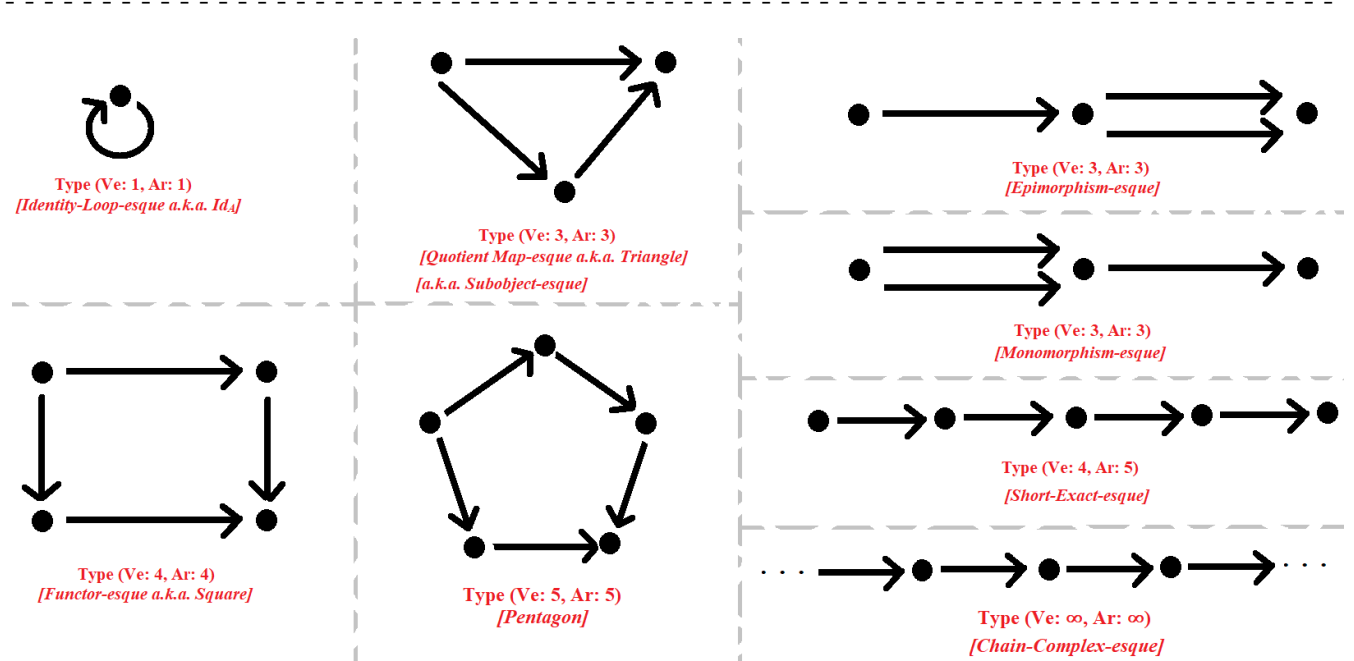 Type (Ve: 1, Ar: 1)
[Identity-Loop-esque a.k.a. Id_A]
Type (Ve: 3, Ar: 3)
[Quotient Map-esque a.k.a. Triangle]
[a.k.a. Subobject-esque]
Type (Ve: 3, Ar: 3)
[Epimorphism-esque]
Type (Ve: 3, Ar: 3)
[Monomorphism-esque]
Type (Ve: 4, Ar: 4)
[Functor-esque a.k.a. Square]
Type (Ve: 5, Ar: 5)
[Pentagon]
Type (Ve: 4, Ar: 5)
[Short-Exact-esque]
. . .
. . .
Type (Ve: ∞, Ar: ∞)
[Chain-Complex-esque]